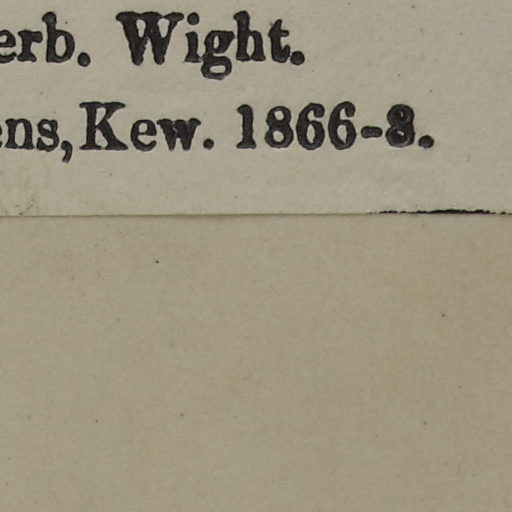 erb. Wight.
ens, Kew. 1866-8.